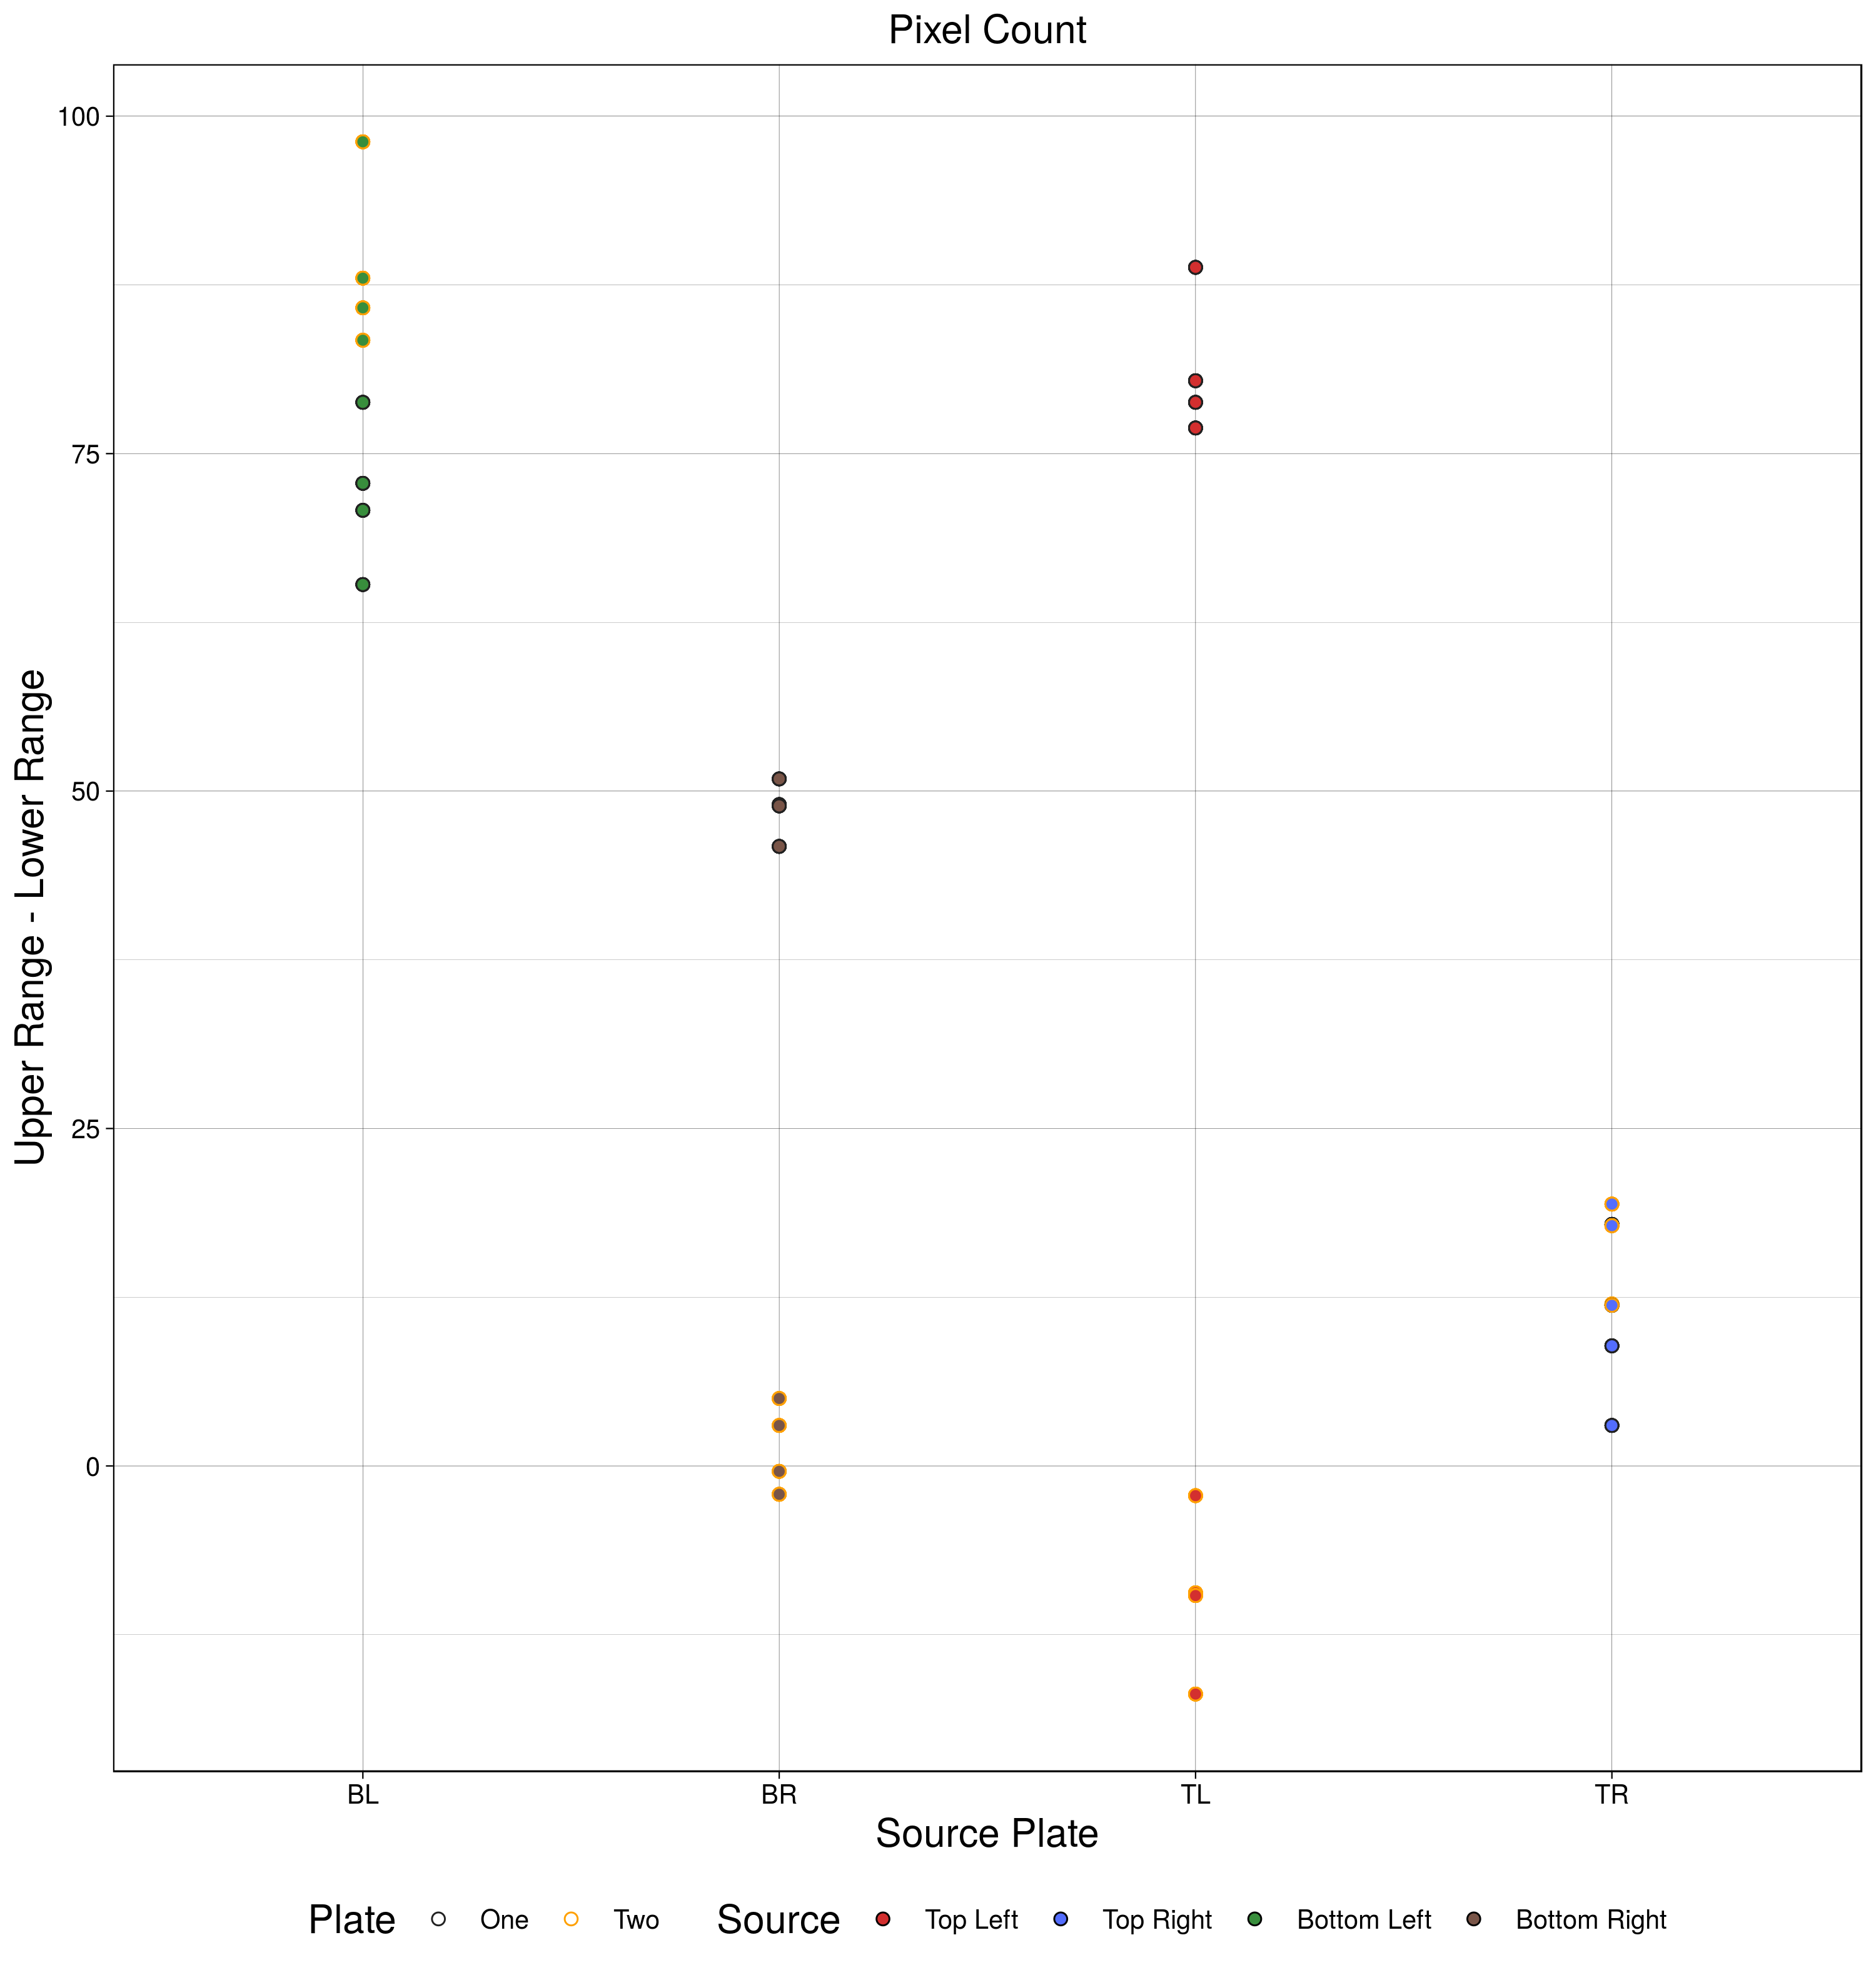 Pixel Count
Upper Range - Lower Range
100
75
50
25
0
BL BR TL TR
Source Plate
Plate One Two Source Top Left Top Right Bottom Left Bottom Right